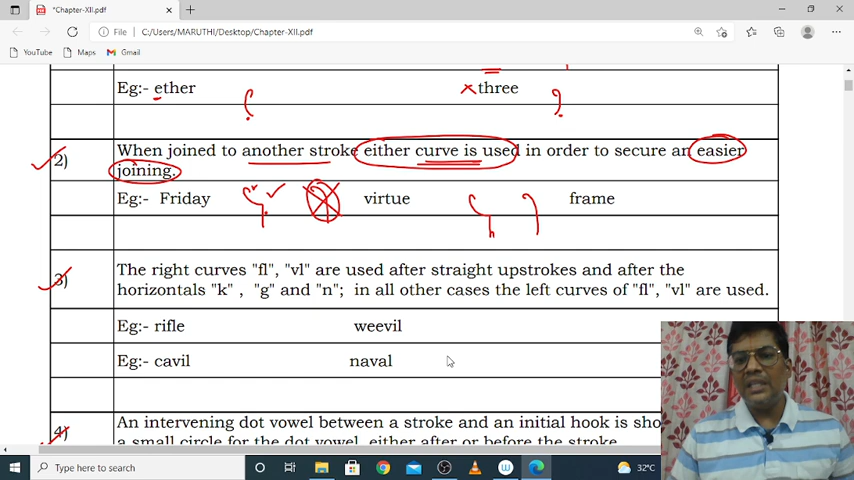 *Chapter-XII.pdf
File | C:/Users/MARUTHI/Desktop/Chapter-XII.pdf
YouTube Maps Gmail
Eg:- ether three
2) When joined to another stroke either curve is used in order to secure an easier
joining.
Eg:- Friday virtue frame
3) The right curves "fl", "vl" are used after straight upstrokes and after the
horizontals "k" , "g" and "n"; in all other cases the left curves of "fl", "vl" are used.
Eg:- rifle weevil
Eg:- cavil naval
4) An intervening dot vowel between a stroke and an initial hook is
a small circle for the dot vowel, either after or before the stroke
Type here to search 32°C